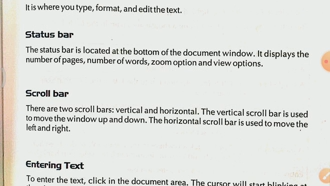 It is where you type, format, and edit the text.
Status bar
The status bar is located at the bottom of the document window. It displays the
number of pages, number of words, zoom option and view options.
Scroll bar
There are two scroll bars: vertical and horizontal. The vertical scroll bar is used
to move the window up and down. The horizontal scroll bar is used to move the
left and right.
Entering Text
To enter the text, click in the document area. The cursor will start blinking at